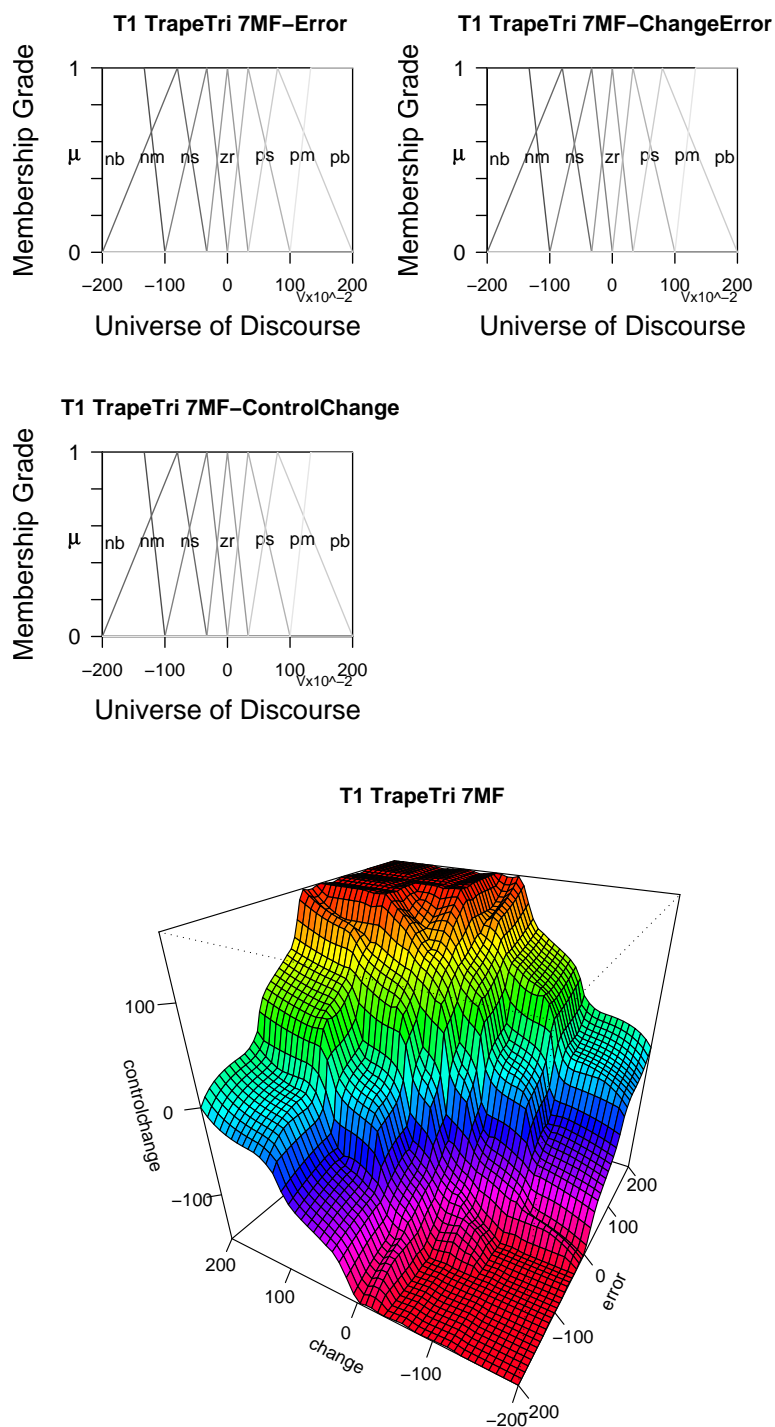 T1 TrapeTri 7MF−Error
Membership Grade
μ
1
0
nb nm ns zr ps pm pb
−200 −100 0 100 200
Vx10^−2
Universe of Discourse
T1 TrapeTri 7MF−ChangeError
Membership Grade
μ
1
0
nb nm ns zr ps pm pb
−200 −100 0 100 200
Vx10^−2
Universe of Discourse
T1 TrapeTri 7MF−ControlChange
Membership Grade
μ
1
0
nb nm ns zr ps pm pb
−200 −100 0 100 200
Vx10^−2
Universe of Discourse
T1 TrapeTri 7MF
controlchange
100
0
−100
change
200
100
0
−100
−200
error
−200
−100
0
100
200